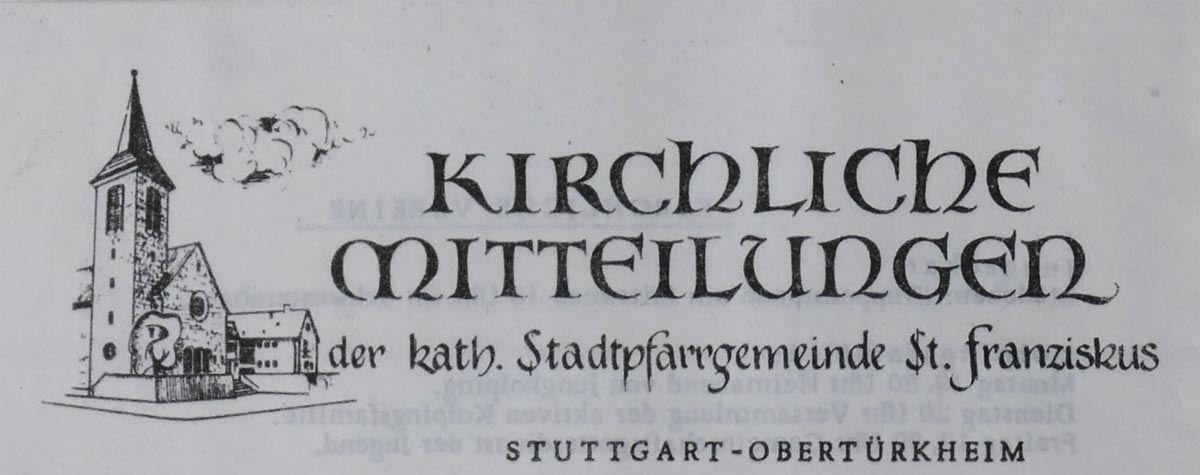 KIRCHLICHE
MITTEILUNGEN
der kath. Stadtpfarrgemeinde St. Franziskus
STUTTGART-OBERTÜRKHEIM